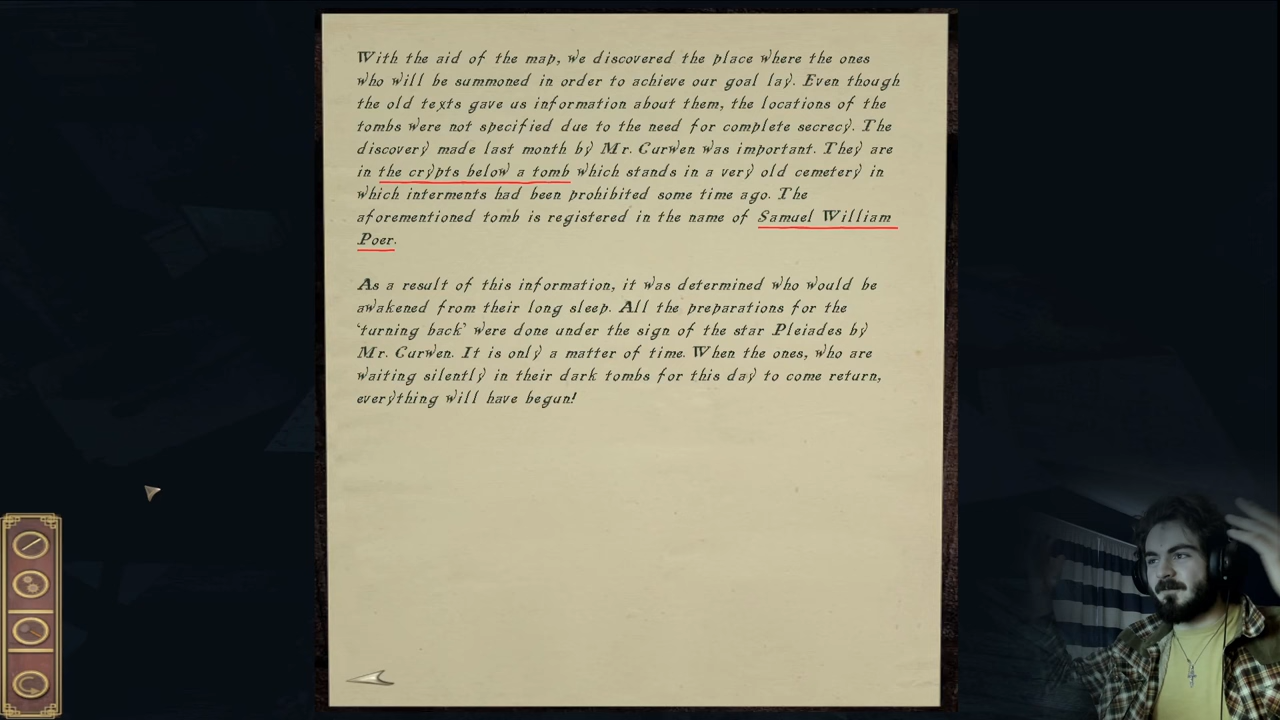 With the aid of the map, we discovered the place where the ones
who will be summoned in order to achieve our goal lay. Even though
the old texts gave us information about them, the locations of the
tombs were not specified due to the need for complete secrecy. The
discovery made last month by Mr. Curwen was important. They are
in the crypts below a tomb which stands in a very old cemetery in
which interments had been prohibited some time ago. The
aforementioned tomb is registered in the name of Samuel William
Poer.
As a result of this information, it was determined who would be
awakened from their long sleep. All the preparations for the
‘turning back’ were done under the sign of the star Pleiades by
Mr. Curwen. It is only a matter of time. When the ones, who are
waiting silently in their dark tombs for this day to come return,
everything will have begun!